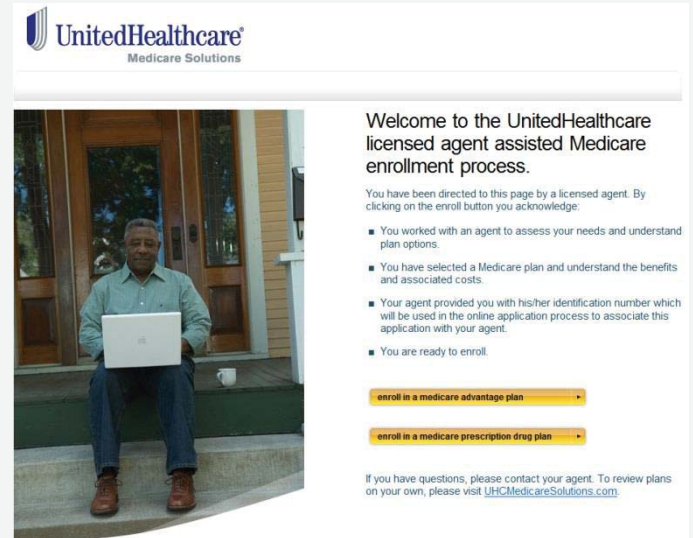 UnitedHealthcare®
Medicare Solutions
Welcome to the UnitedHealthcare
licensed agent assisted Medicare
enrollment process.
You have been directed to this page by a licensed agent. By
clicking on the enroll button you acknowledge:
■ You worked with an agent to assess your needs and understand
plan options.
■ You have selected a Medicare plan and understand the benefits
and associated costs.
■ Your agent provided you with his/her identification number which
will be used in the online application process to associate this
application with your agent.
■ You are ready to enroll.
enroll in a medicare advantage plan
enroll in a medicare prescription drug plan
If you have questions, please contact your agent. To review plans
on your own, please visit UHCMedicareSolutions.com.